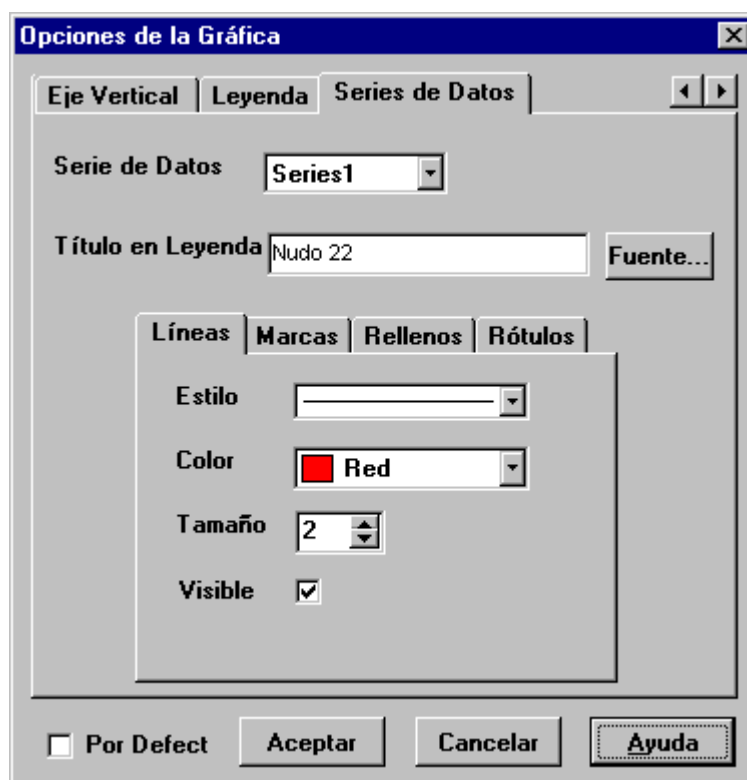 Opciones de la Gráfica
Eje Vertical Leyenda Series de Datos
Serie de Datos Series1
Título en Leyenda Nudo 22 Fuente...
Líneas Marcas Rellenos Rótulos
Estilo
Color Red
Tamaño 2
Visible
Por Defect Aceptar Cancelar Ayuda